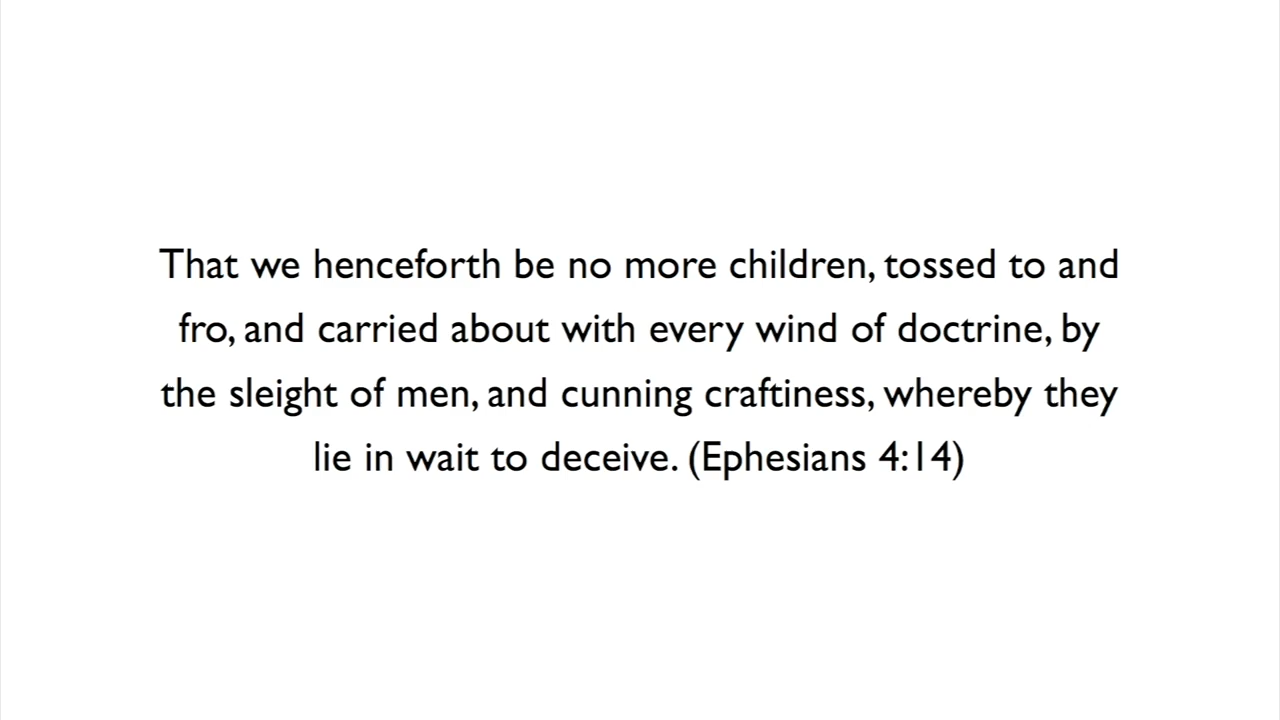 That we henceforth be no more children, tossed to and
fro, and carried about with every wind of doctrine, by
the sleight of men, and cunning craftiness, whereby they
lie in wait to deceive. (Ephesians 4:14)